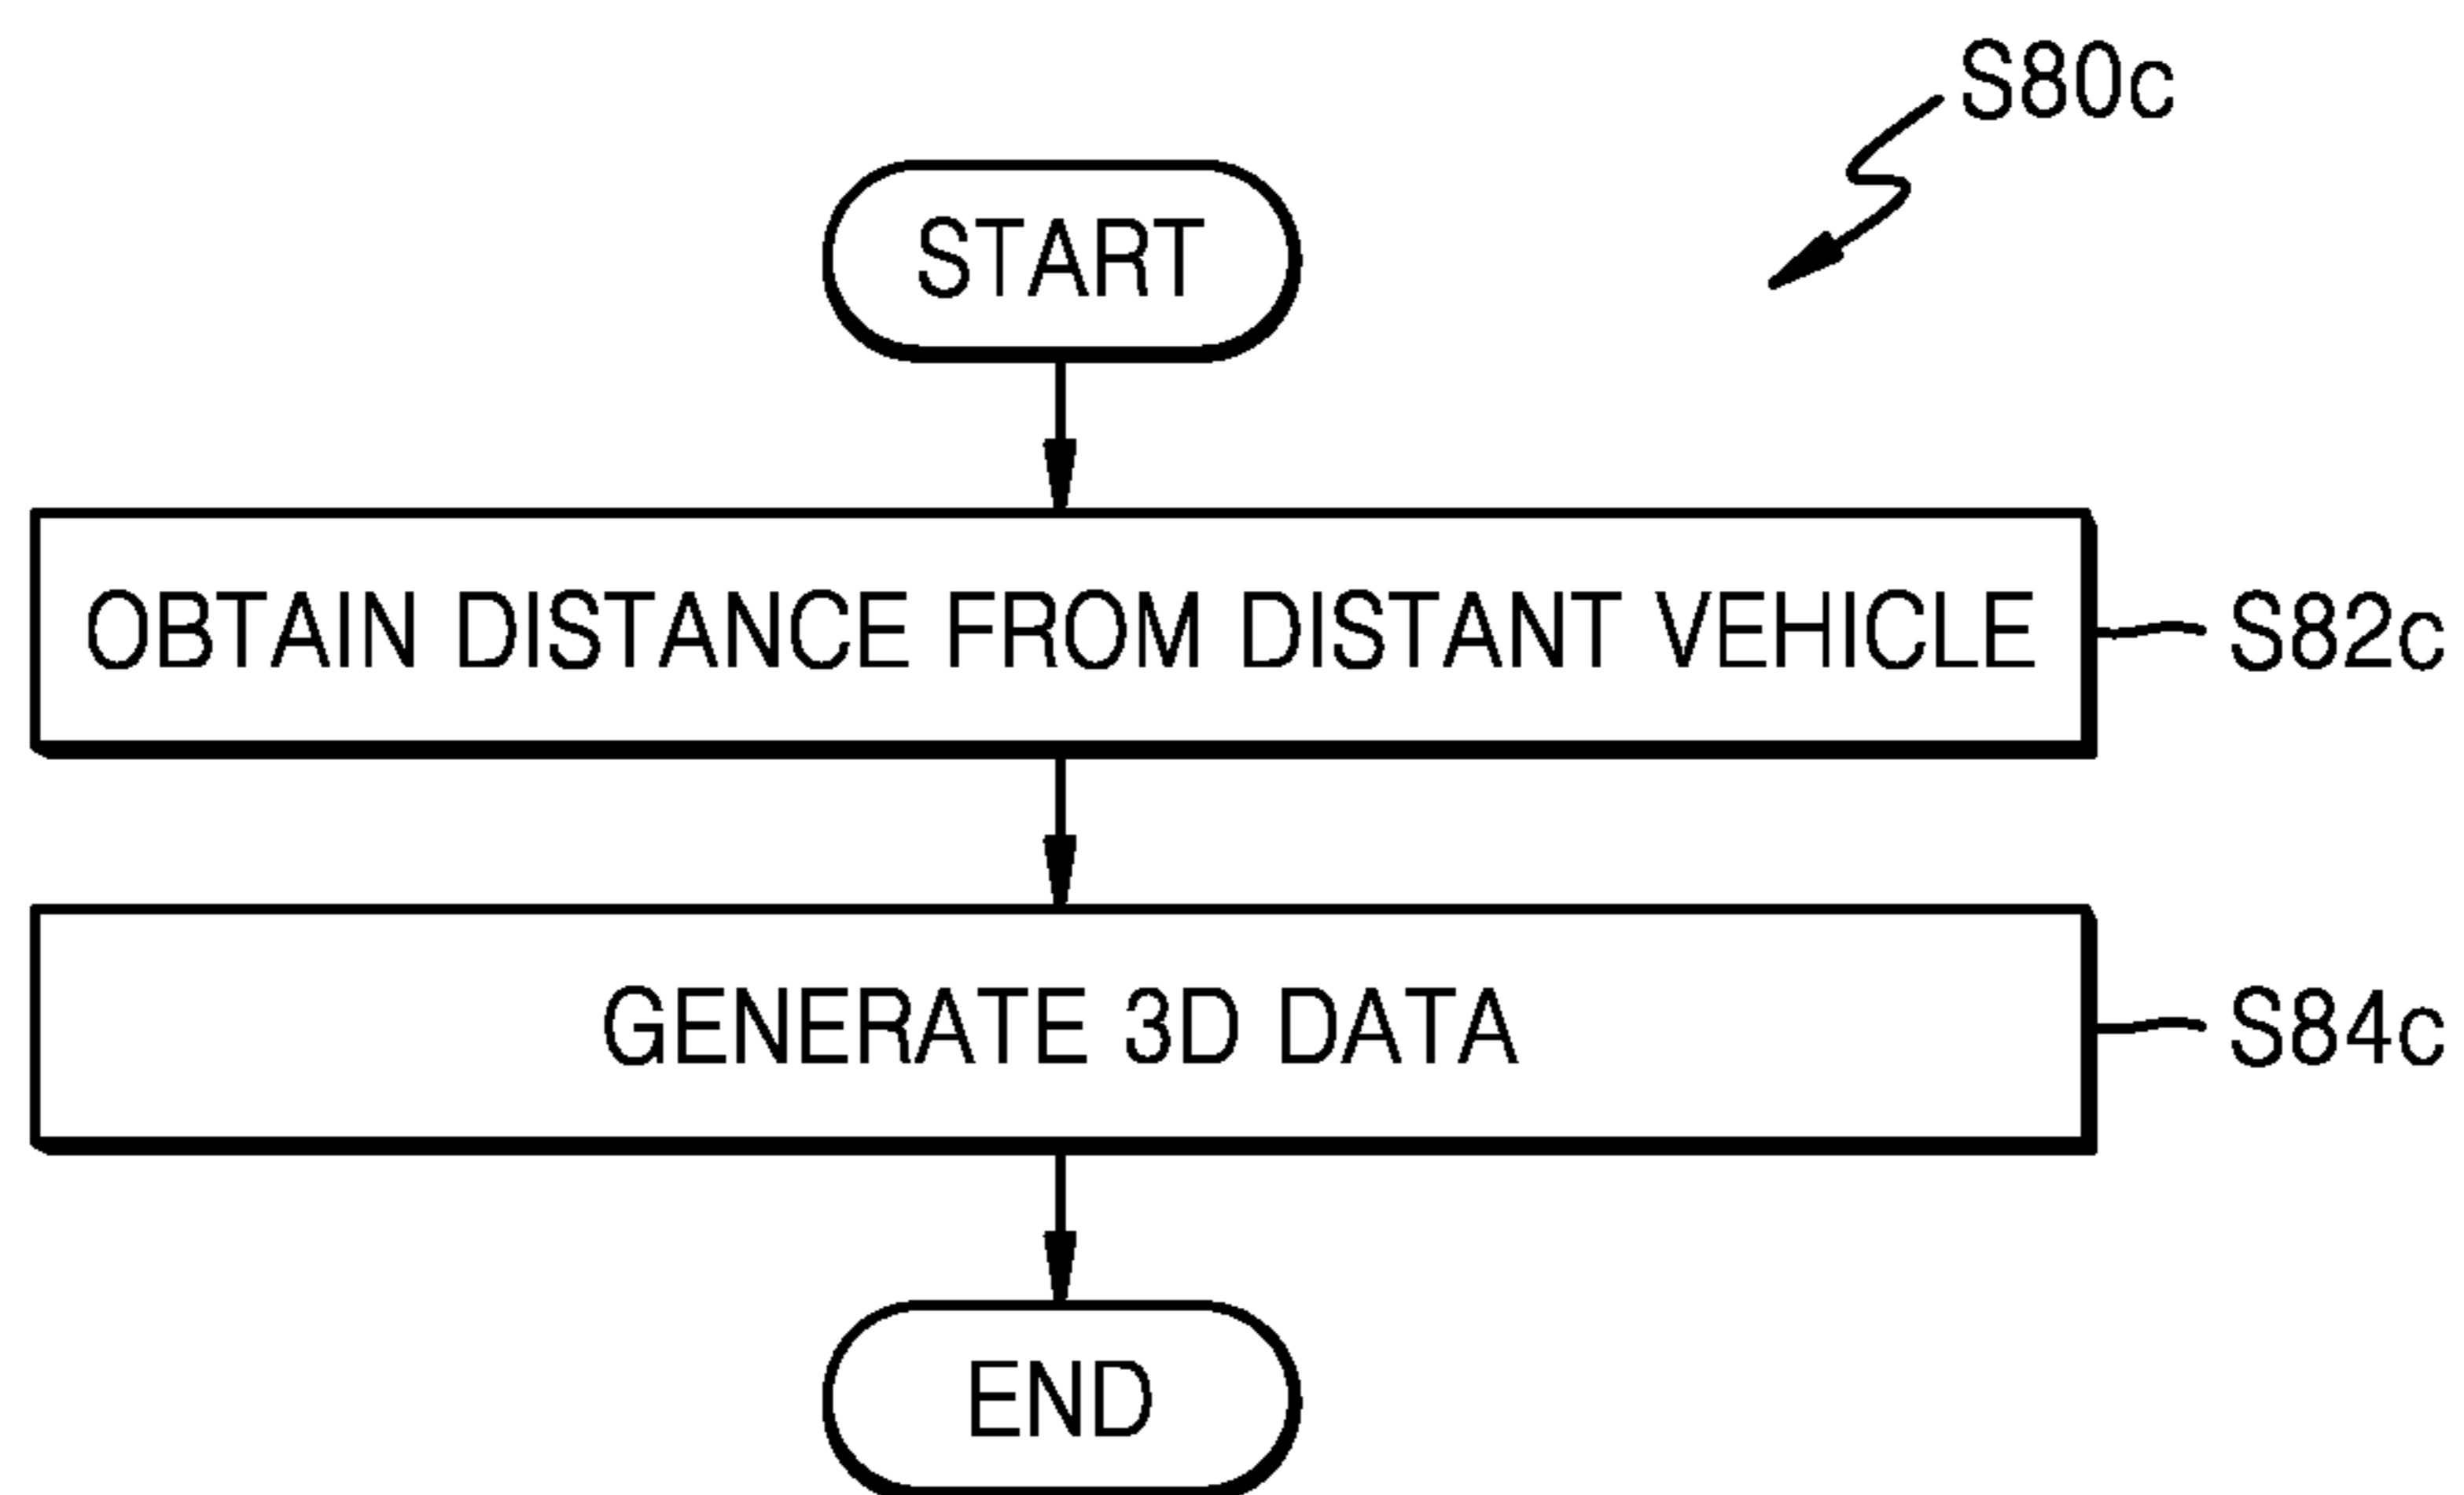 S80c
START
OBTAIN DISTANCE FROM DISTANT VEHICLE
S82c
GENERATE 3D DATA
S84c
END